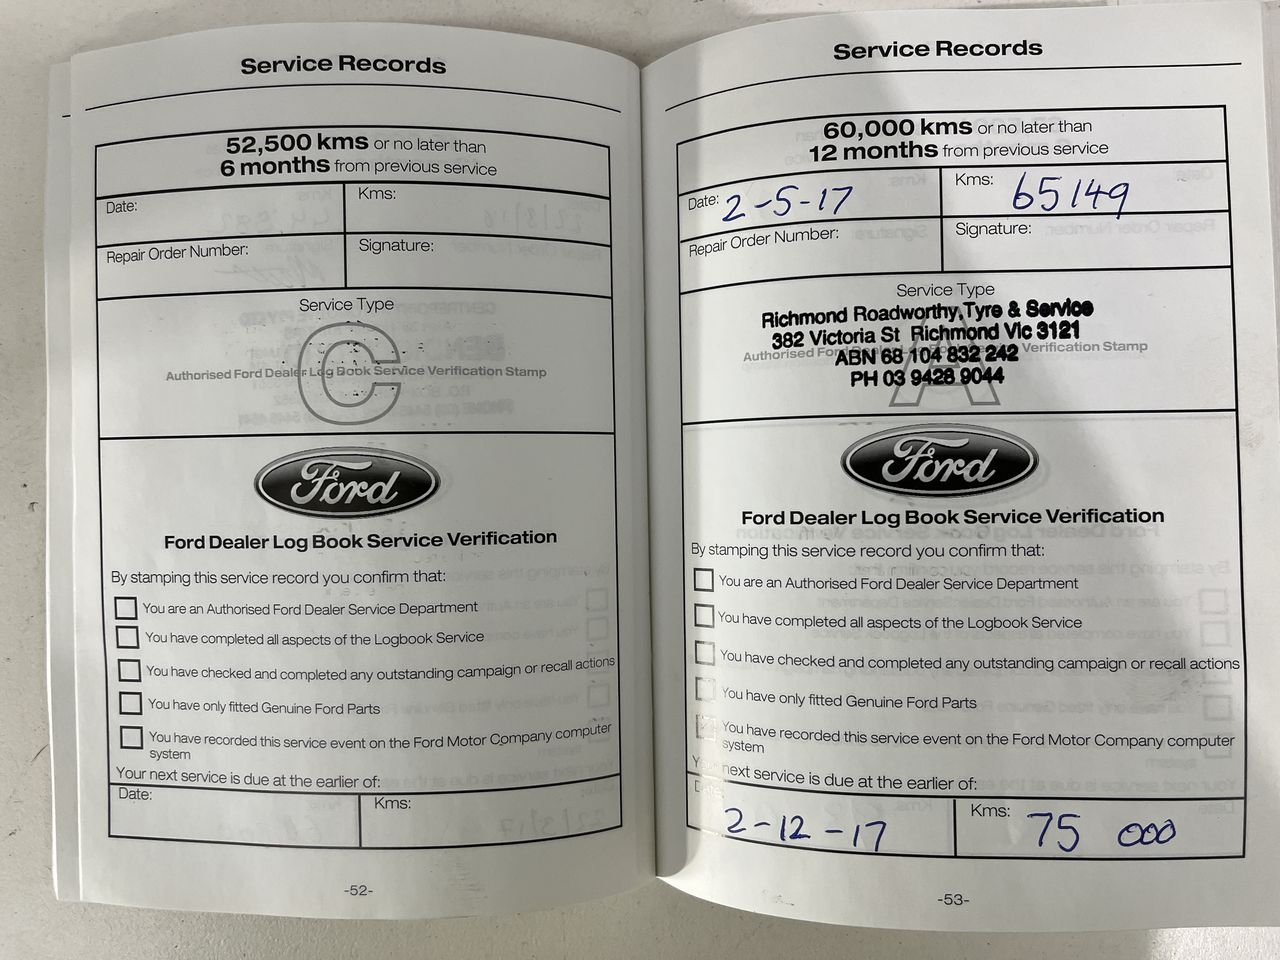 Service Records
52,500 kms or no later than
6 months from previous service
Date:
Kms:
Repair Order Number:
Signature:
Service Type
C
Authorised Ford Dealer Log Book Service Verification Stamp
Ford
Ford Dealer Log Book Service Verification
By stamping this service record you confirm that:
You are an Authorised Ford Dealer Service Department
You have completed all aspects of the Logbook Service
You have checked and completed any outstanding campaign or recall actions
You have only fitted Genuine Ford Parts
You have recorded this service event on the Ford Motor Company computer
system
Your next service is due at the earlier of:
Date:
Kms:
-52-
Service Records
60,000 kms or no later than
12 months from previous service
Date: 2-5-17
Kms: 65149
Repair Order Number:
Signature:
Service Type
A
Richmond Roadworthy, Tyre & Service
382 Victoria St Richmond Vic 3121
Authorised Ford Verification Stamp
ABN 68 104 832 242
PH 03 9428 9044
Ford
Ford Dealer Log Book Service Verification
By stamping this service record you confirm that:
You are an Authorised Ford Dealer Service Department
You have completed all aspects of the Logbook Service
You have checked and completed any outstanding campaign or recall actions
You have only fitted Genuine Ford Parts
You have recorded this service event on the Ford Motor Company computer
system
next service is due at the earlier of:
2-12-17
Kms: 75 000
-53-